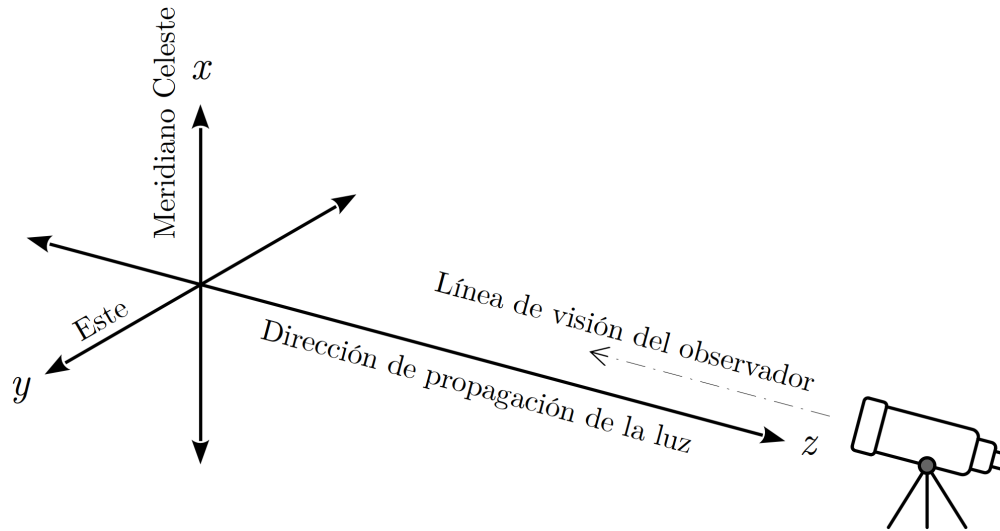 Meridiano Celeste
x
Línea de visión del observador
Este
Dirección de propagación de la luz
y
z